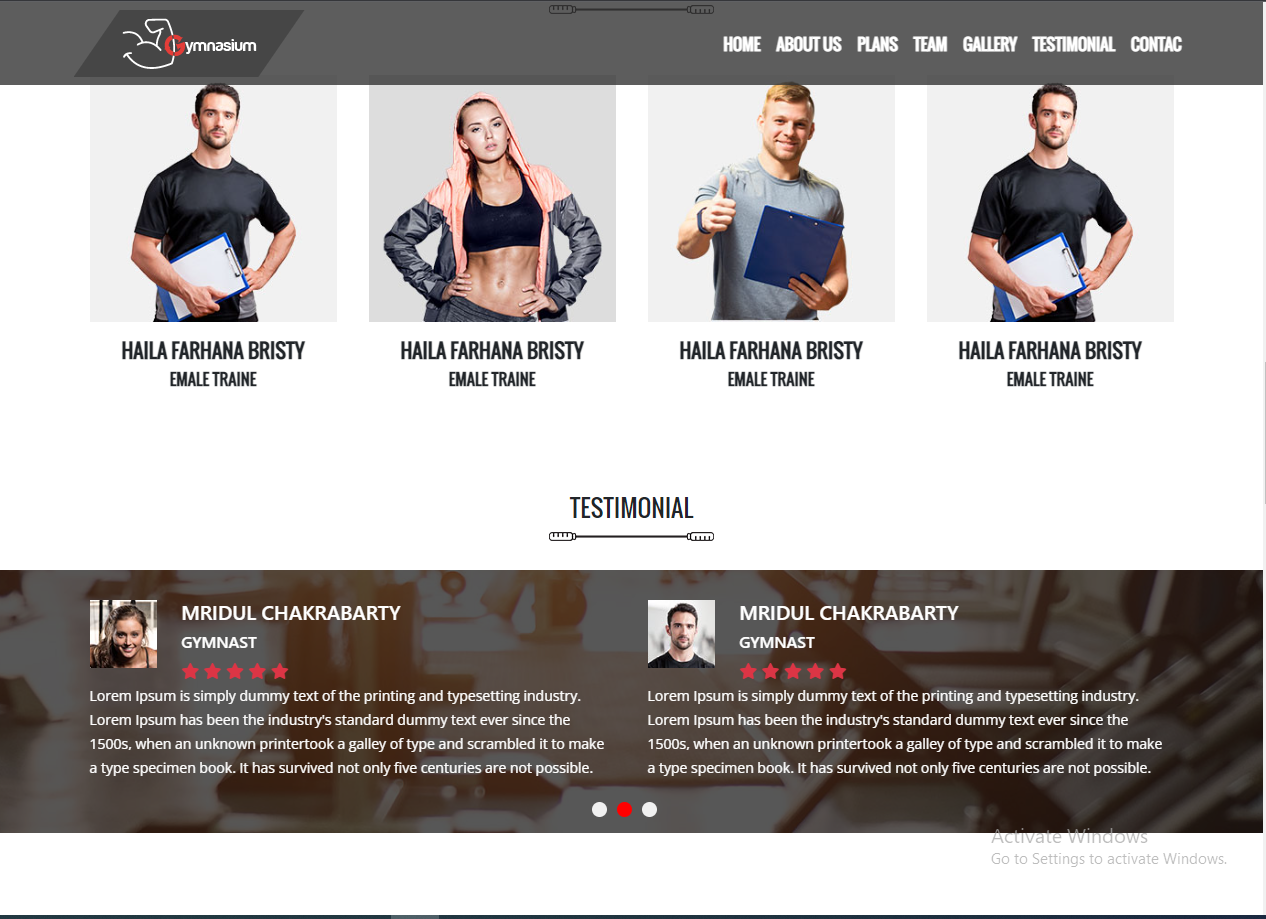 Gymnasium
HOME ABOUT US PLANS TEAM GALLERY TESTIMONIAL CONTAC
HAILA FARHANA BRISTY HAILA FARHANA BRISTY HAILA FARHANA BRISTY HAILA FARHANA BRISTY
EMALE TRAINE EMALE TRAINE EMALE TRAINE EMALE TRAINE
TESTIMONIAL
MRIDUL CHAKRABARTY
GYMNAST
Lorem Ipsum is simply dummy text of the printing and typesetting industry.
Lorem Ipsum has been the industry's standard dummy text ever since the
1500s, when an unknown printertook a galley of type and scrambled it to make
a type specimen book. It has survived not only five centuries are not possible.
MRIDUL CHAKRABARTY
GYMNAST
Lorem Ipsum is simply dummy text of the printing and typesetting industry.
Lorem Ipsum has been the industry's standard dummy text ever since the
1500s, when an unknown printertook a galley of type and scrambled it to make
a type specimen book. It has survived not only five centuries are not possible.
Activate Windows
Go to Settings to activate Windows.